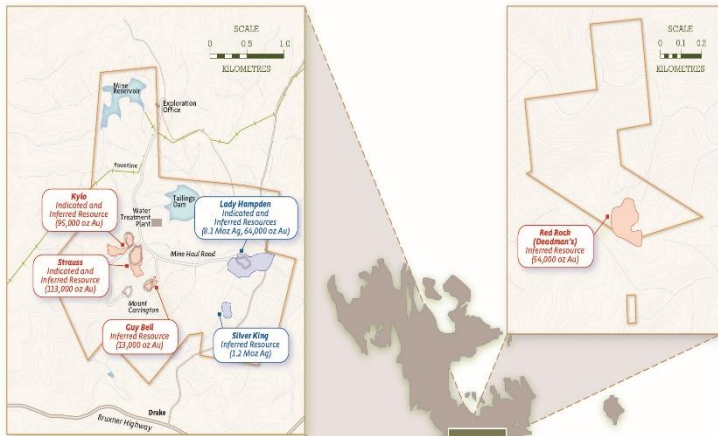 SCALE
0 0.5 1.0
KILOMETRES
Mine
Reservoir
Exploration
Office
Powerline
Kylo
Indicated and
Inferred Resource
(95,000 oz Au)
Water
Treatment
Plant
Tailings
Dam
Lady Hampden
Indicated and
Inferred Resources
(8.1 Moz Ag, 64,000 oz Au)
Mine Haul Road
Strauss
Indicated and
Inferred Resource
(113,000 oz Au)
Mount
Carrington
Guy Bell
Inferred Resource
(13,000 oz Au)
Silver King
Inferred Resource
(1.2 Moz Ag)
Drake
Bruxner Highway
SCALE
0 0.1 0.2
KILOMETRES
Red Rock
(Deadman's)
Inferred Resource
(54,000 oz Au)